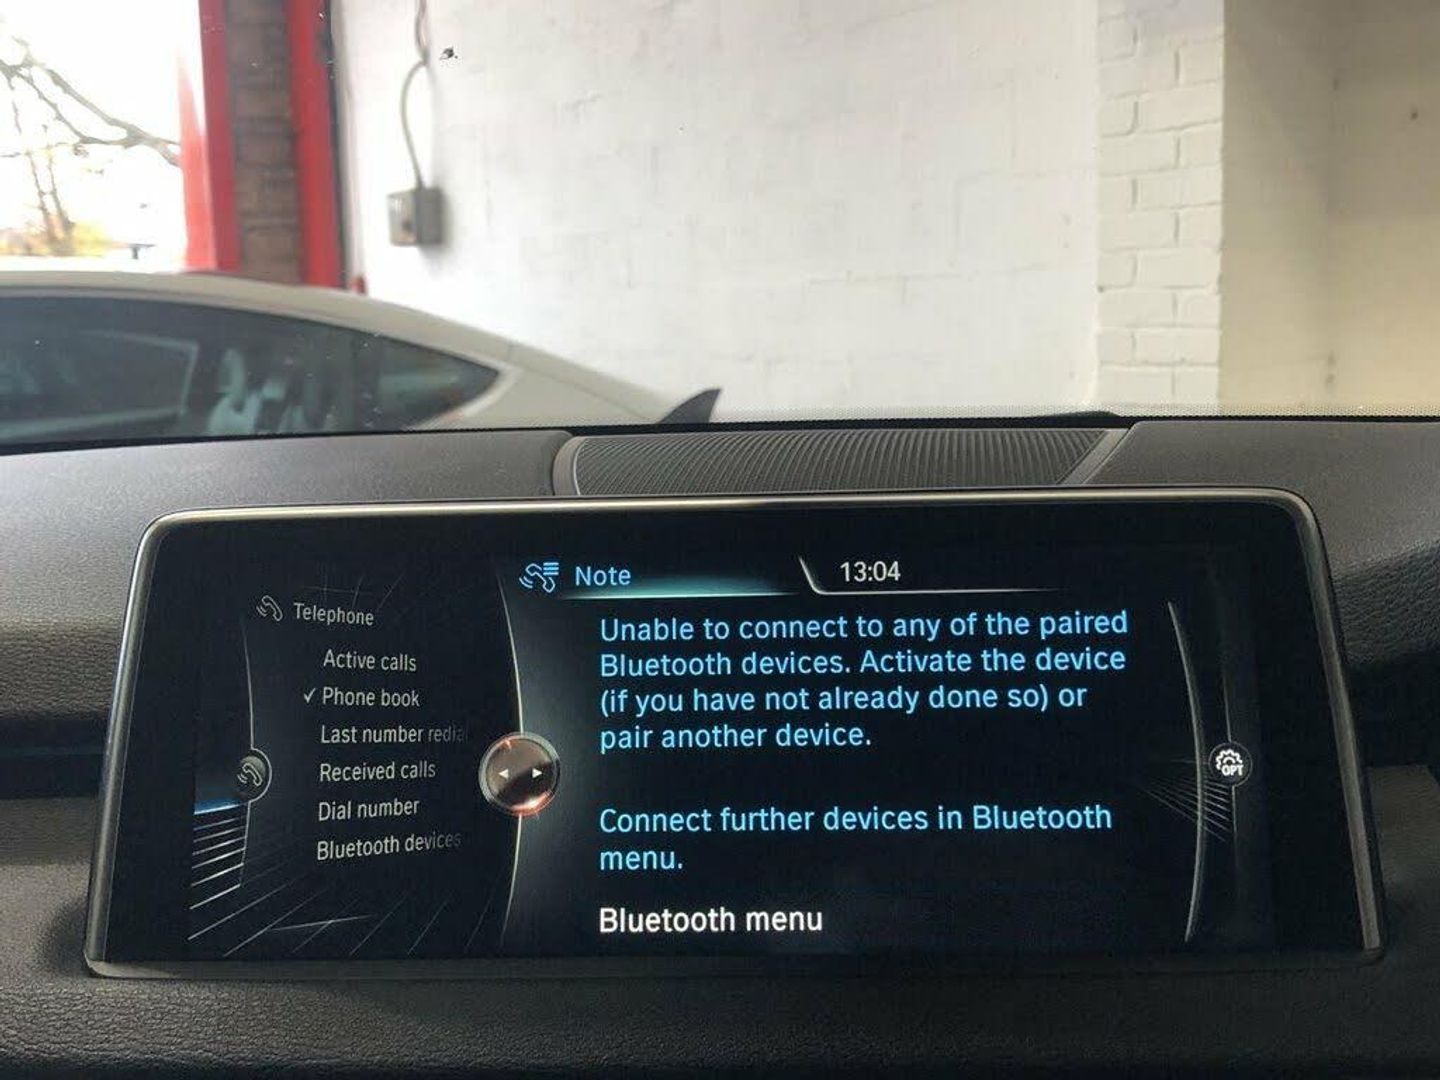 Note
13:04
Telephone
Active calls
✓ Phone book
Last number redial
Received calls
Dial number
Bluetooth devices
Unable to connect to any of the paired
Bluetooth devices. Activate the device
(if you have not already done so) or
pair another device.
Connect further devices in Bluetooth
menu.
Bluetooth menu
OPT